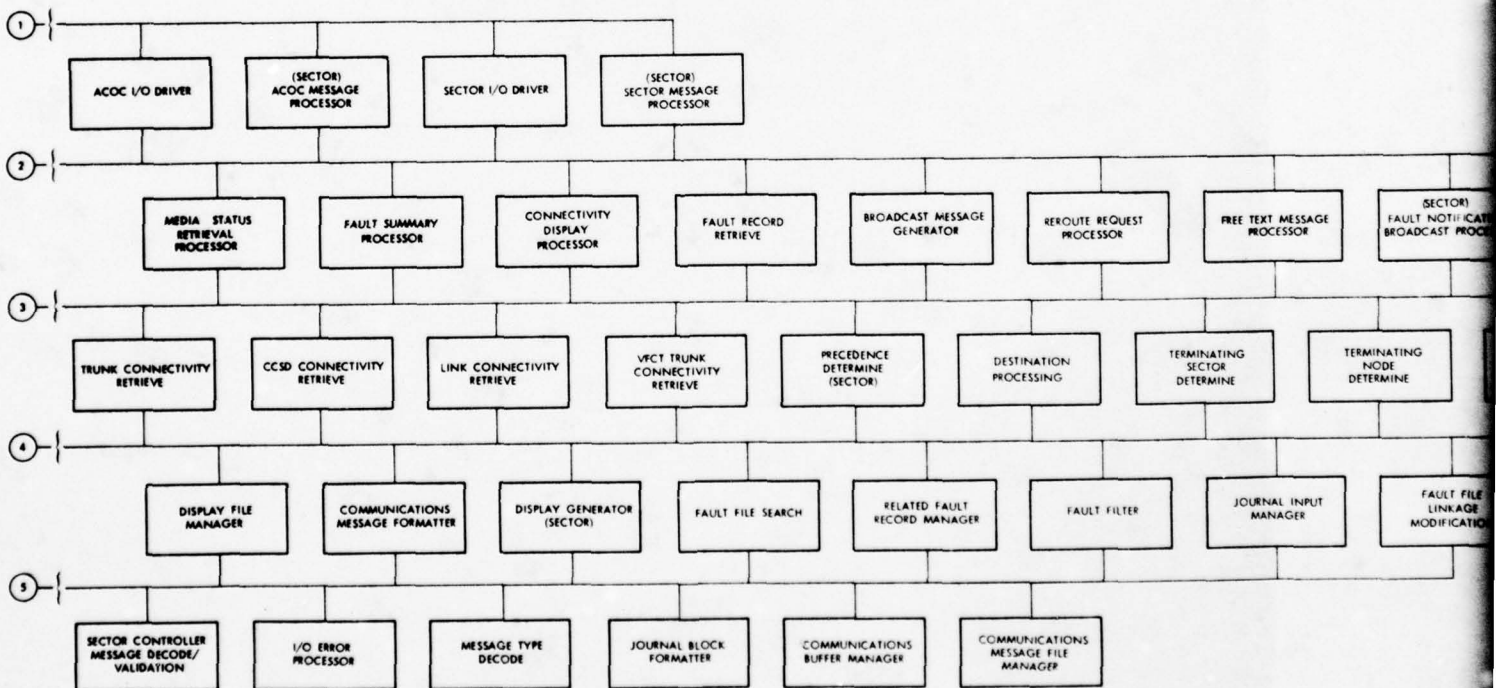 1
ACOC I/O DRIVER
(SECTOR)
ACOC MESSAGE
PROCESSOR
SECTOR I/O DRIVER
(SECTOR)
SECTOR MESSAGE
PROCESSOR
2
MEDIA STATUS
RETRIEVAL
PROCESSOR
FAULT SUMMARY
PROCESSOR
CONNECTIVITY
DISPLAY
PROCESSOR
FAULT RECORD
RETRIEVE
BROADCAST MESSAGE
GENERATOR
REROUTE REQUEST
PROCESSOR
FREE TEXT MESSAGE
PROCESSOR
(SECTOR)
FAULT
BROADCAST
3
TRUNK CONNECTIVITY
RETRIEVE
CCSD CONNECTIVITY
RETRIEVE
LINK CONNECTIVITY
RETRIEVE
VFCT TRUNK
CONNECTIVITY
RETRIEVE
PRECEDENCE
DETERMINE
(SECTOR)
DESTINATION
PROCESSING
TERMINATING
SECTOR
DETERMINE
TERMINATING
NODE
DETERMINE
4
DISPLAY FILE
MANAGER
COMMUNICATIONS
MESSAGE FORMATTER
DISPLAY GENERATOR
(SECTOR)
FAULT FILE SEARCH
RELATED FAULT
RECORD MANAGER
FAULT FILTER
JOURNAL INPUT
MANAGER
FAULT FILE
LINKAGE
5
SECTOR CONTROLLER
MESSAGE DECODE/
VALIDATION
I/O ERROR
PROCESSOR
MESSAGE TYPE
DECODE
JOURNAL BLOCK
FORMATTER
COMMUNICATIONS
BUFFER MANAGER
COMMUNICATIONS
MESSAGE FILE
MANAGER